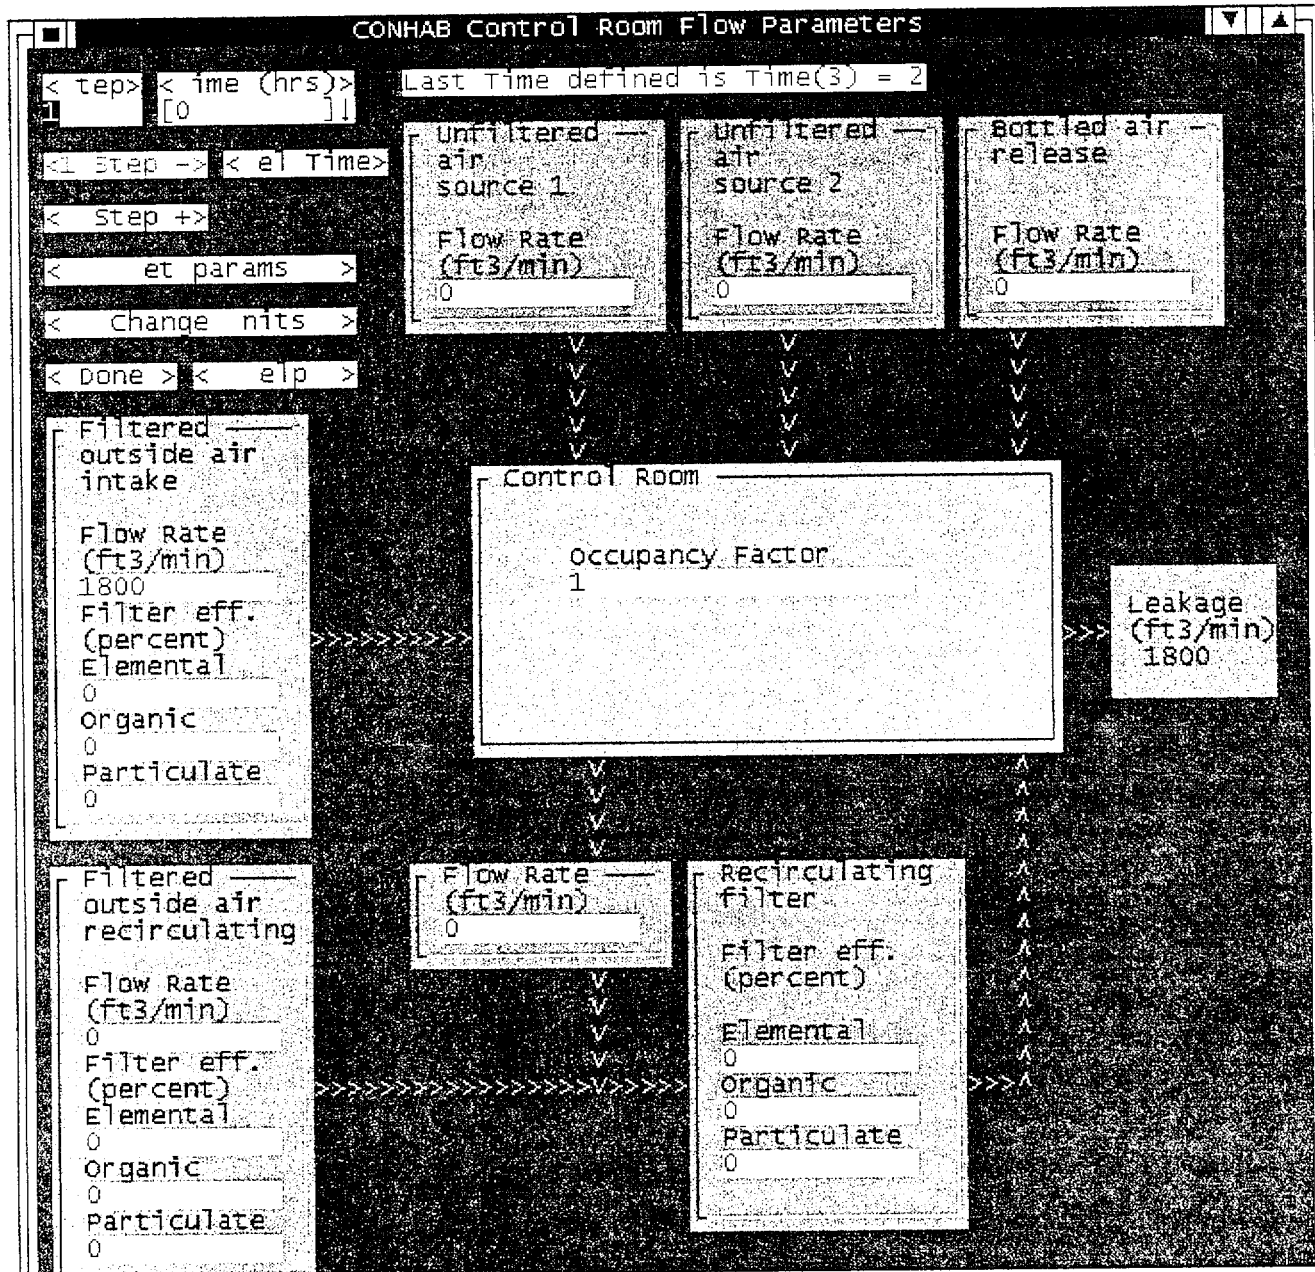 CONHAB Control Room Flow Parameters
< tep> < ime (hrs)>
1 [0 ]↓
Last Time defined is Time(3) = 2
<1 Step -> < el Time>
< Step +>
< et params >
< Change nits >
< Done > < elp >
Unfiltered
air
source 1
Flow Rate
(ft3/min)
0
Unfiltered
air
source 2
Flow Rate
(ft3/min)
0
Bottled air
release
Flow Rate
(ft3/min)
0
Filtered
outside air
intake
Flow Rate
(ft3/min)
1800
Filter eff.
(percent)
Elemental
0
Organic
0
Particulate
0
Control Room
Occupancy Factor
1
Leakage
(ft3/min)
1800
Filtered
outside air
recirculating
Flow Rate
(ft3/min)
0
Filter eff.
(percent)
Elemental
0
Organic
0
Particulate
0
Flow Rate
(ft3/min)
0
Recirculating
filter
Filter eff.
(percent)
Elemental
0
Organic
0
Particulate
0